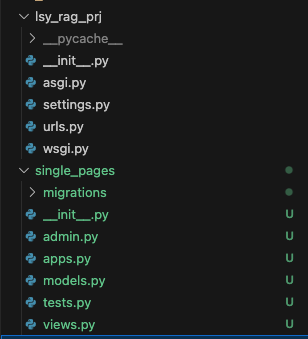 lsy_rag_prj
__pycache__
__init__.py
asgi.py
settings.py
urls.py
wsgi.py
single_pages
migrations
__init__.py U
admin.py U
apps.py U
models.py U
tests.py U
views.py U